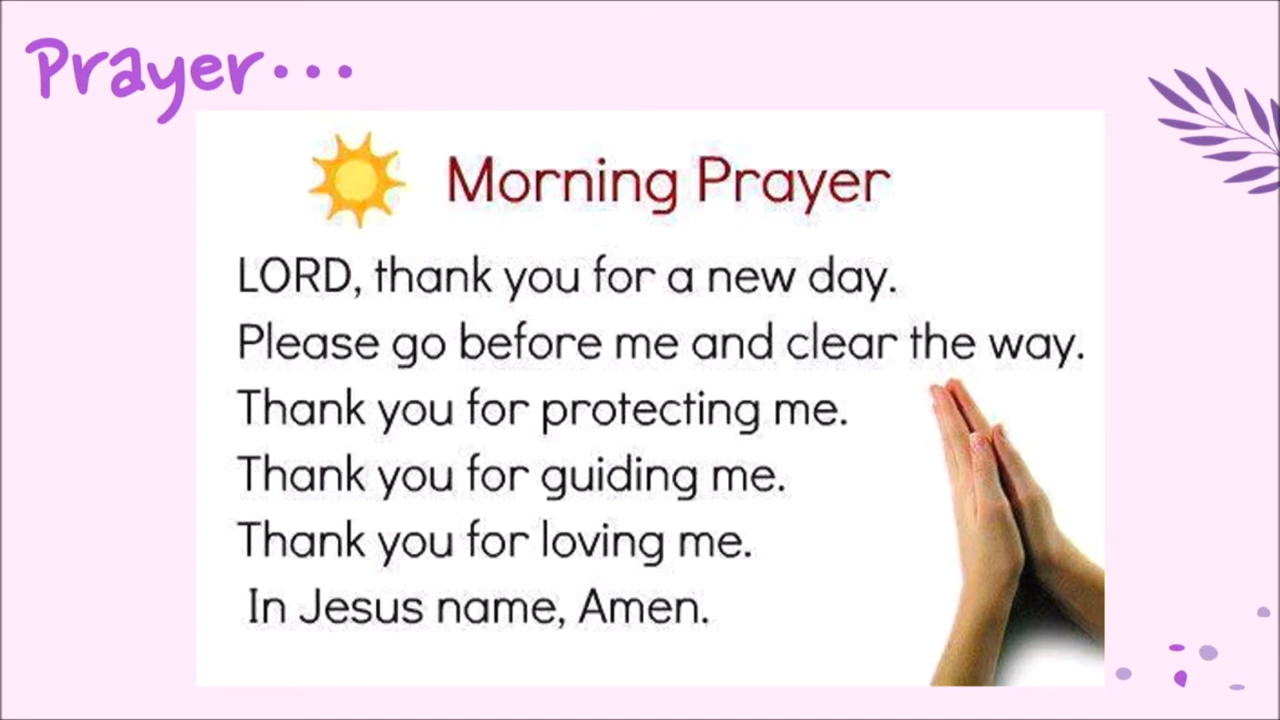 Prayer...
Morning Prayer
LORD, thank you for a new day.
Please go before me and clear the way.
Thank you for protecting me.
Thank you for guiding me.
Thank you for loving me.
In Jesus name, Amen.